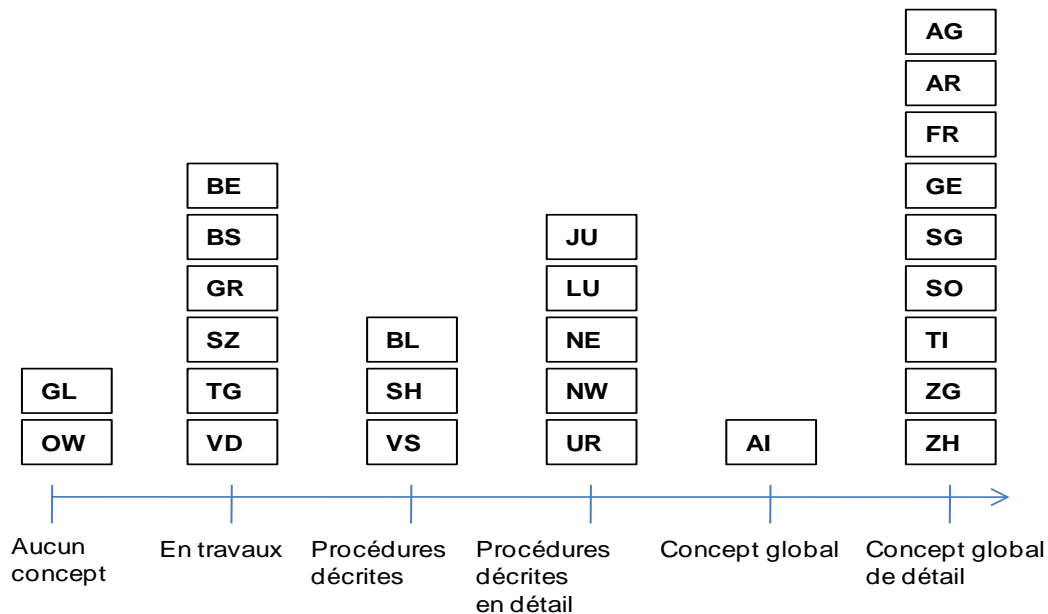 AG
AR
FR
BE
GE
BS
JU
SG
GR
LU
SO
SZ
BL
NE
TI
GL
TG
SH
NW
ZG
OW
VD
VS
UR
AI
ZH
Aucun
concept
En travaux
Procédures
décrites
Procédures
décrites
en détail
Concept global
Concept global
de détail